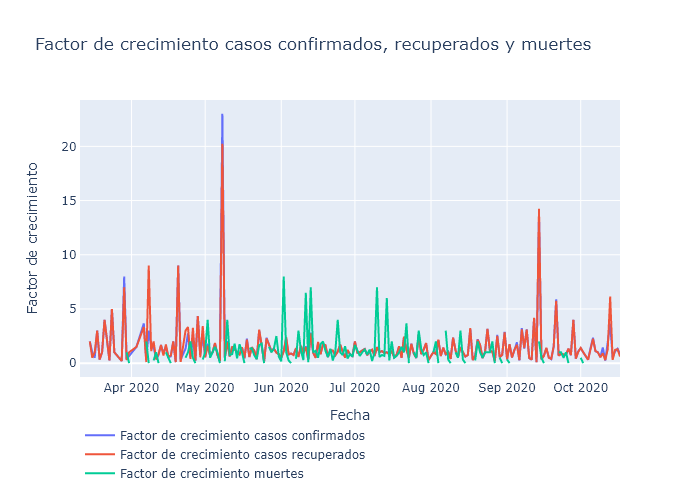 Factor de crecimiento casos confirmados, recuperados y muertes
Factor de crecimiento
20
15
10
5
0
Apr 2020 May 2020 Jun 2020 Jul 2020 Aug 2020 Sep 2020 Oct 2020
Fecha
Factor de crecimiento casos confirmados
Factor de crecimiento casos recuperados
Factor de crecimiento muertes